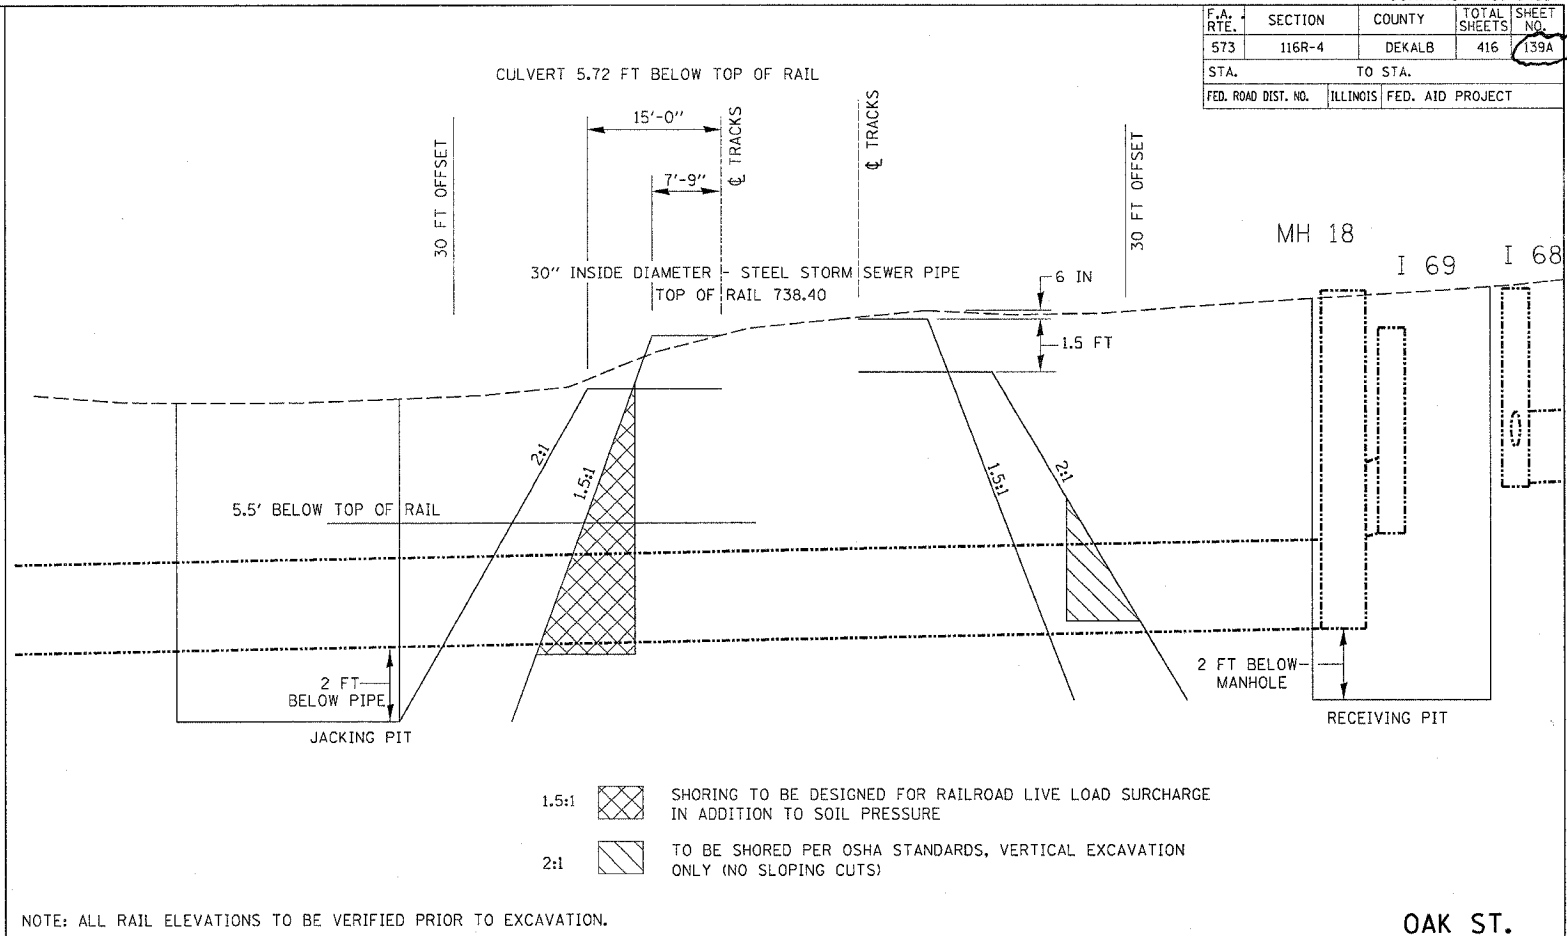 F.A. RTE. SECTION COUNTY TOTAL SHEETS SHEET NO.
573 116R-4 DEKALB 416 139A
STA. TO STA.
FED. ROAD DIST. NO. ILLINOIS FED. AID PROJECT
CULVERT 5.72 FT BELOW TOP OF RAIL
15'-0"
7'-9"
℄ TRACKS
℄ TRACKS
30 FT OFFSET
30 FT OFFSET
MH 18
I 69
I 68
30" INSIDE DIAMETER - STEEL STORM SEWER PIPE
TOP OF RAIL 738.40
6 IN
1.5 FT
2:1
1.5:1
1.5:1
2:1
5.5' BELOW TOP OF RAIL
2 FT
BELOW PIPE
2 FT BELOW
MANHOLE
JACKING PIT
RECEIVING PIT
1.5:1 SHORING TO BE DESIGNED FOR RAILROAD LIVE LOAD SURCHARGE
IN ADDITION TO SOIL PRESSURE
2:1 TO BE SHORED PER OSHA STANDARDS, VERTICAL EXCAVATION
ONLY (NO SLOPING CUTS)
NOTE: ALL RAIL ELEVATIONS TO BE VERIFIED PRIOR TO EXCAVATION.
OAK ST.